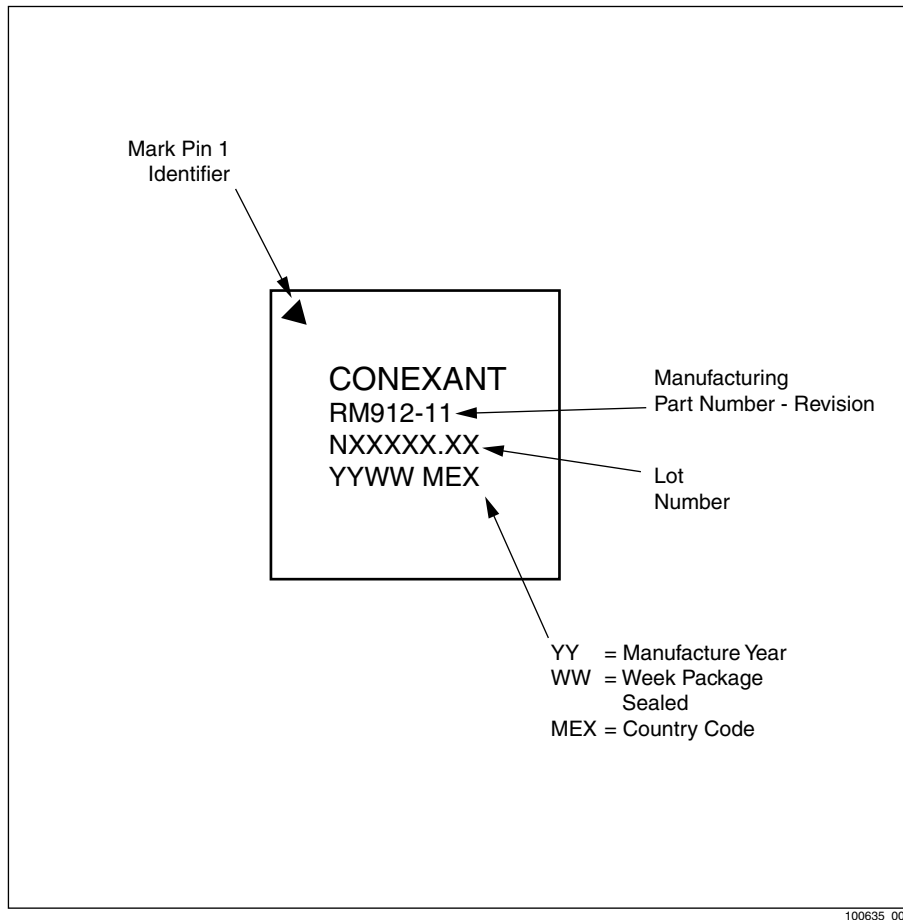 Mark Pin 1
Identifier
CONEXANT
RM912-11
NXXXXX.XX
YYWW MEX
Manufacturing
Part Number - Revision
Lot
Number
YY = Manufacture Year
WW = Week Package
Sealed
MEX = Country Code